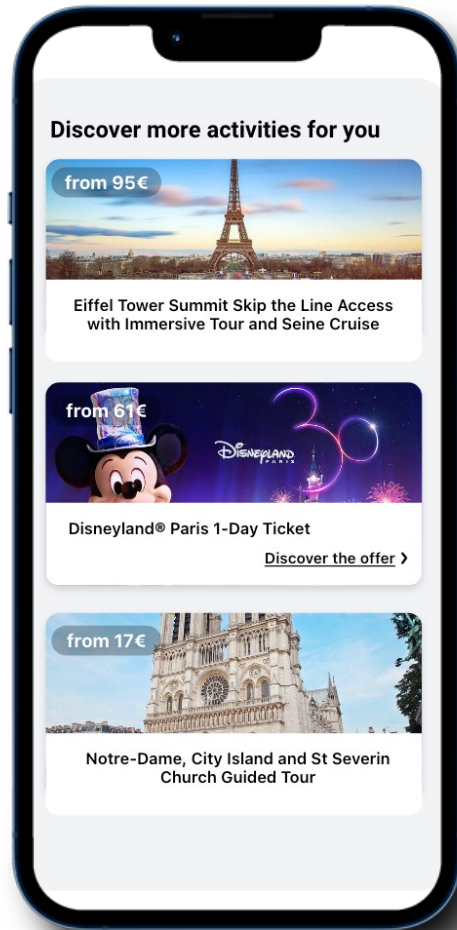 Discover more activities for you
from 95€
Eiffel Tower Summit Skip the Line Access
with Immersive Tour and Seine Cruise
from 61€
Disneyland
PARIS
30
Disneyland® Paris 1-Day Ticket
Discover the offer ❯
from 17€
Notre-Dame, City Island and St Severin
Church Guided Tour